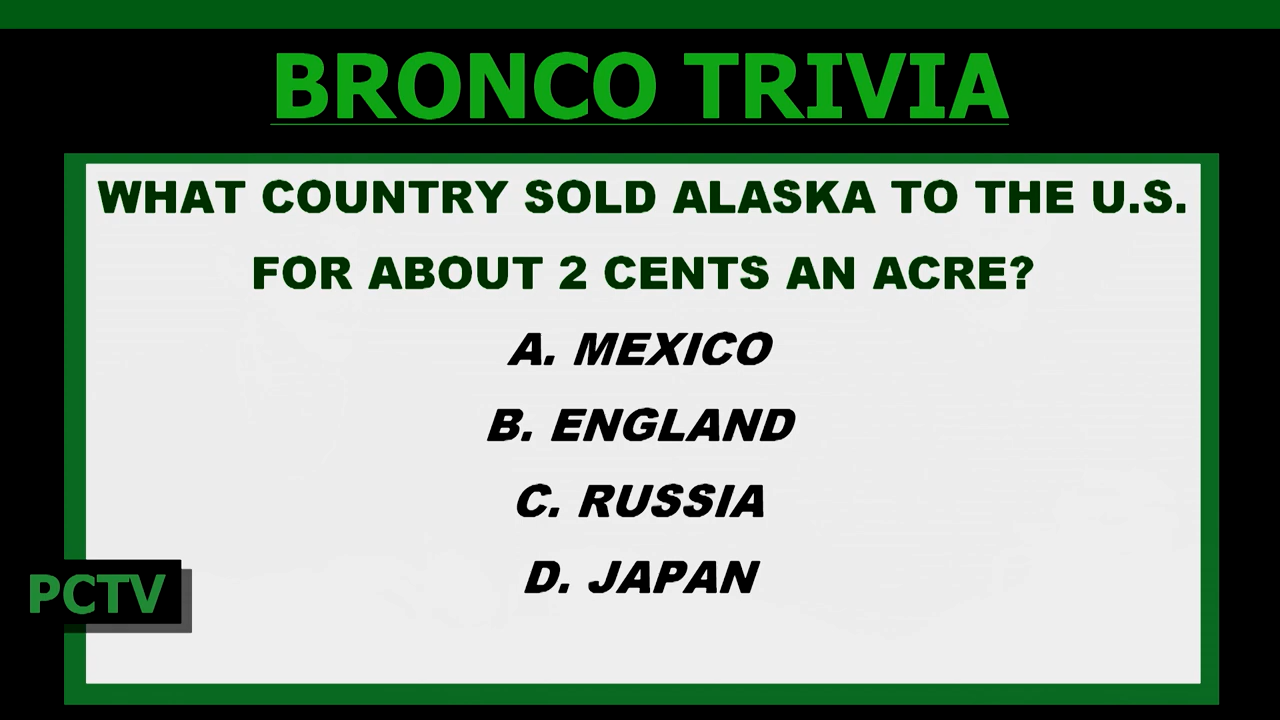 BRONCO TRIVIA
WHAT COUNTRY SOLD ALASKA TO THE U.S.
FOR ABOUT 2 CENTS AN ACRE?
A. MEXICO
B. ENGLAND
C. RUSSIA
D. JAPAN
PCTV